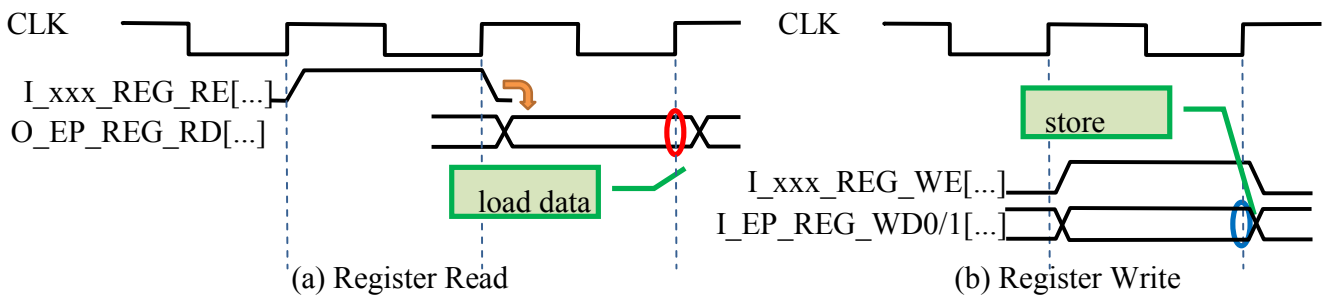 CLK
I_xxx_REG_RE[...]
O_EP_REG_RD[...]
load data
(a) Register Read
CLK
store
I_xxx_REG_WE[...]
I_EP_REG_WD0/1[...]
(b) Register Write